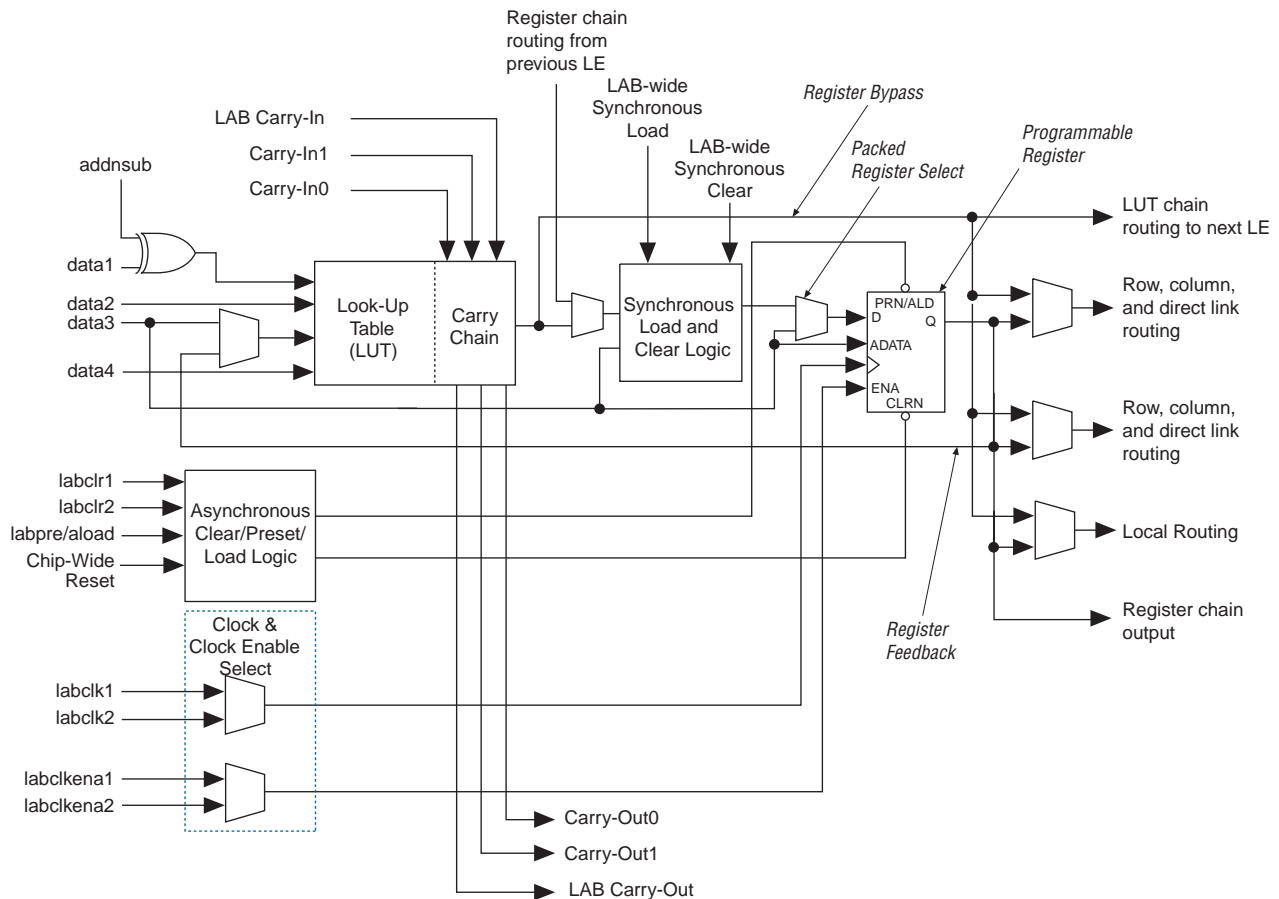 Register chain
routing from
previous LE
LAB-wide
Synchronous
Load
LAB-wide
Synchronous
Clear
Register Bypass
Packed
Register Select
Programmable
Register
LAB Carry-In
Carry-In1
Carry-In0
addnsub
data1
data2
data3
data4
Look-Up
Table
(LUT)
Carry
Chain
Synchronous
Load and
Clear Logic
PRN/ALD
D
Q
ADATA
ENA
CLRN
LUT chain
routing to next LE
Row, column,
and direct link
routing
Row, column,
and direct link
routing
Local Routing
Register chain
output
Register
Feedback
labclr1
labclr2
labpre/aload
Chip-Wide
Reset
Asynchronous
Clear/Preset/
Load Logic
Clock &
Clock Enable
Select
labclk1
labclk2
labclkena1
labclkena2
Carry-Out0
Carry-Out1
LAB Carry-Out